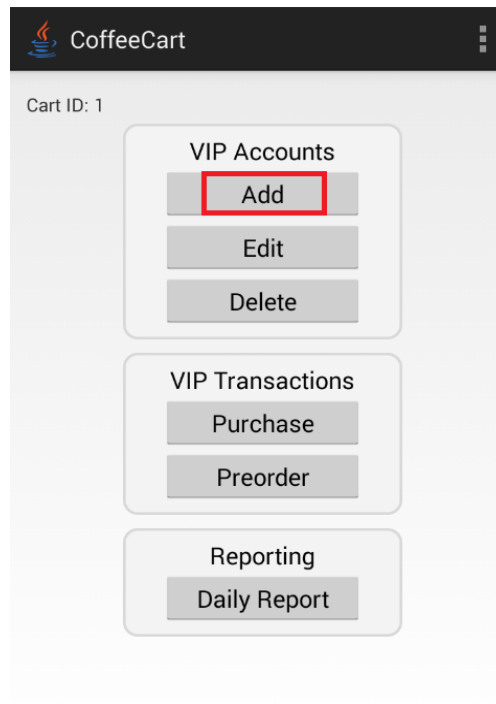 CoffeeCart
Cart ID: 1
VIP Accounts
Add
Edit
Delete
VIP Transactions
Purchase
Preorder
Reporting
Daily Report